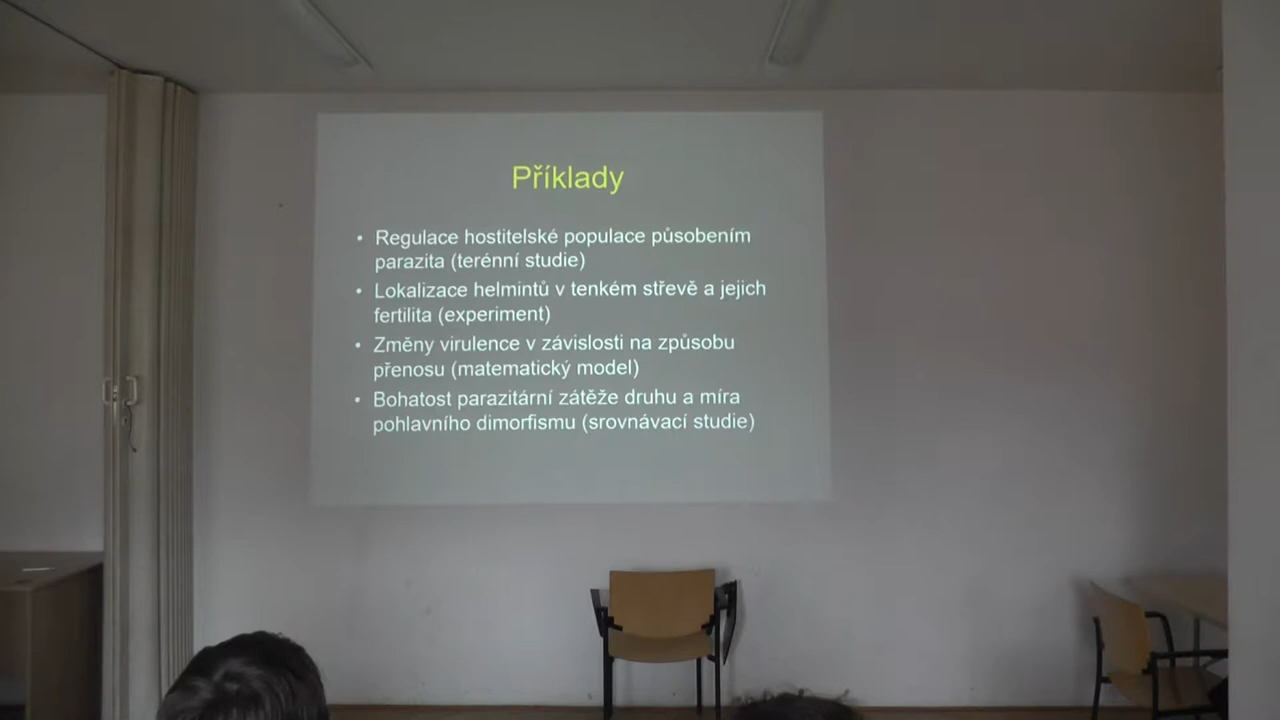 Příklady
• Regulace hostitelské populace působením
parazita (terénní studie)
• Lokalizace helmintů v tenkém střevě a jejich
fertilita (experiment)
• Změny virulence v závislosti na způsobu
přenosu (matematický model)
• Bohatost parazitární zátěže druhu a míra
pohlavního dimorfismu (srovnávací studie)